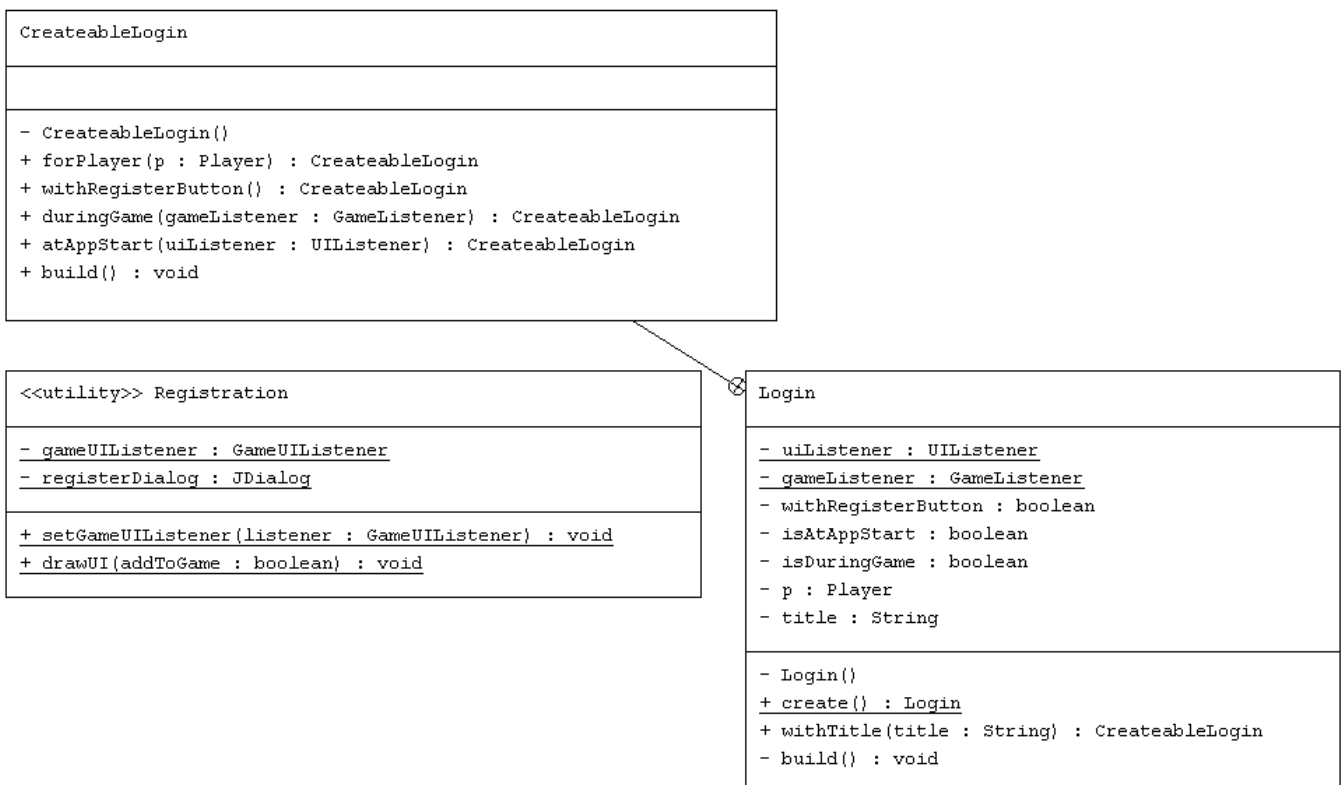 CreateableLogin
- CreateableLogin()
+ forPlayer(p : Player) : CreateableLogin
+ withRegisterButton() : CreateableLogin
+ duringGame(gameListener : GameListener) : CreateableLogin
+ atAppStart(uiListener : UIListener) : CreateableLogin
+ build() : void
<<utility>> Registration
- gameUIListener : GameUIListener
- registerDialog : JDialog
+ setGameUIListener(listener : GameUIListener) : void
+ drawUI(addToGame : boolean) : void
Login
- uiListener : UIListener
- gameListener : GameListener
- withRegisterButton : boolean
- isAtAppStart : boolean
- isDuringGame : boolean
- p : Player
- title : String
- Login()
+ create() : Login
+ withTitle(title : String) : CreateableLogin
- build() : void